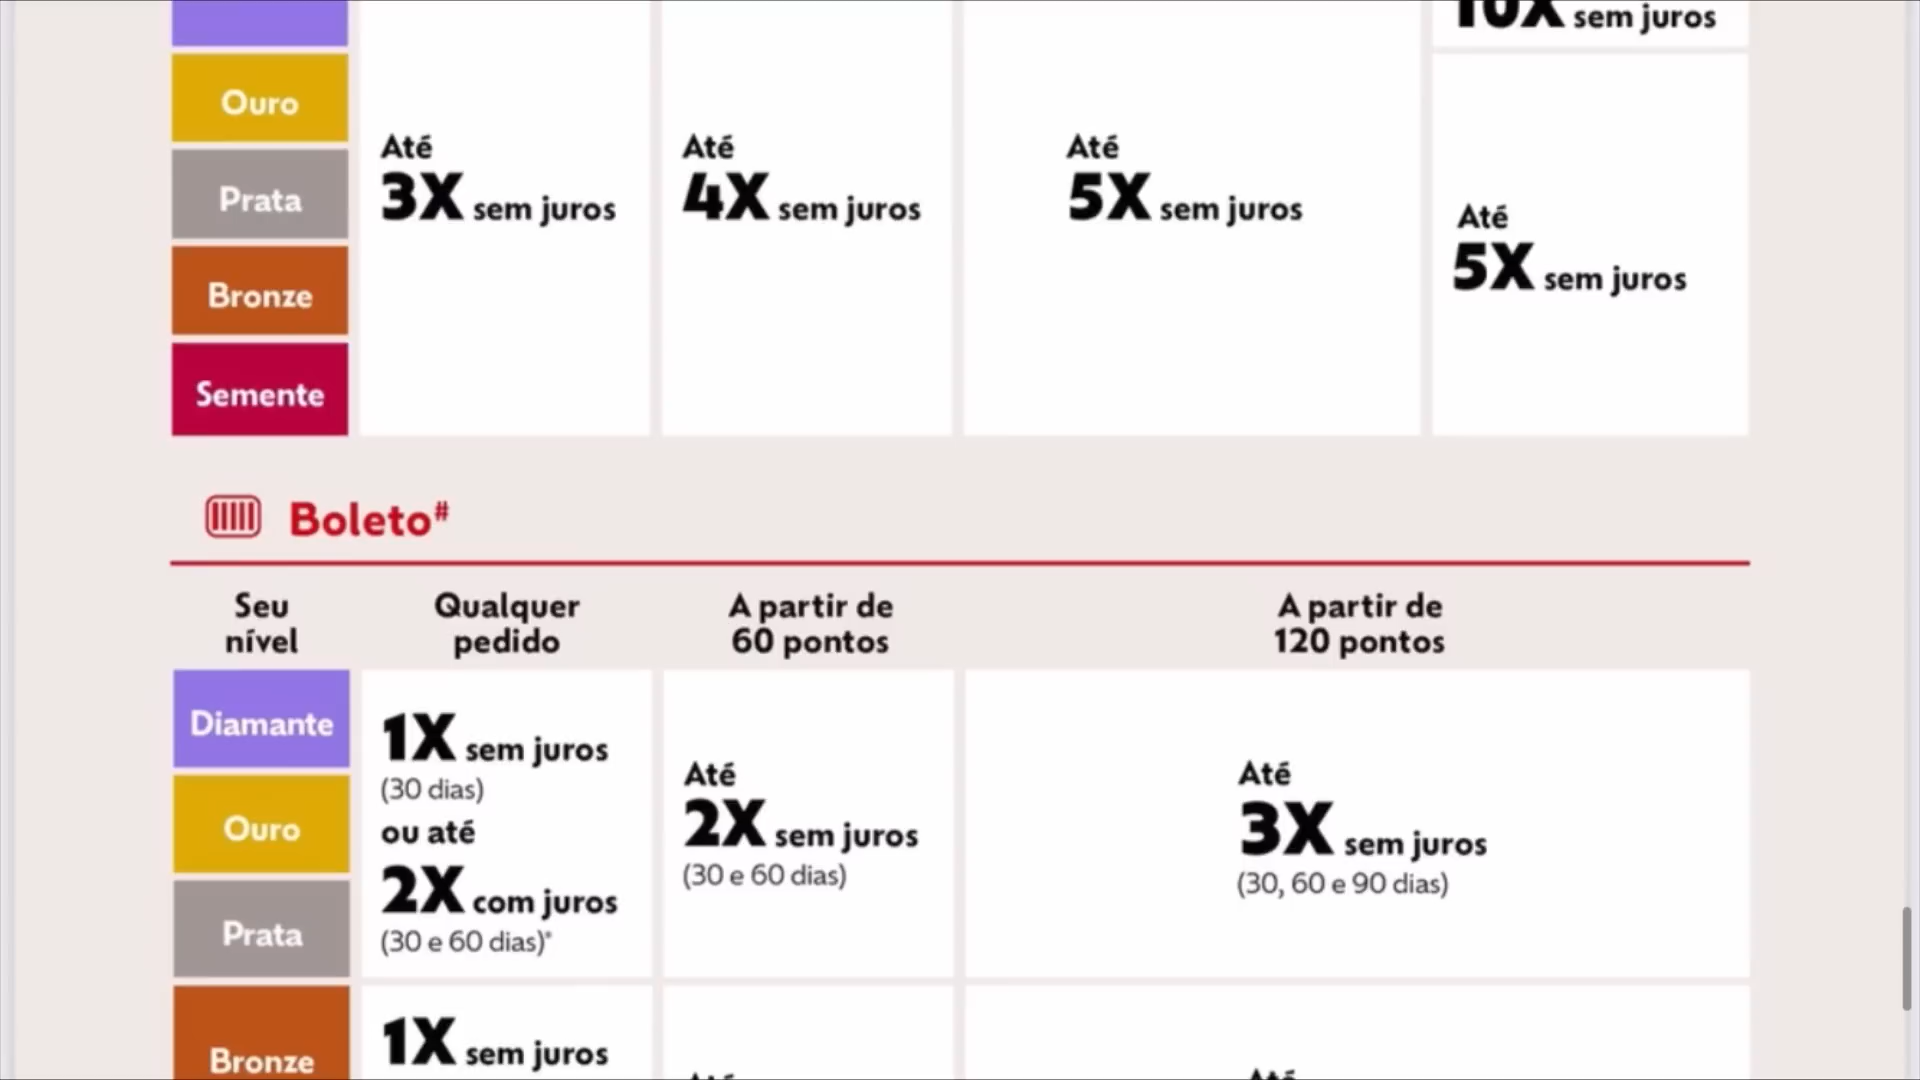 10X sem juros
Ouro
Prata
Bronze
Semente
Até
3X sem juros
Até
4X sem juros
Até
5X sem juros
Até
5X sem juros
Boleto#
Seu
nível
Qualquer
pedido
A partir de
60 pontos
A partir de
120 pontos
Diamante
Ouro
Prata
1X sem juros
(30 dias)
ou até
2X com juros
(30 e 60 dias)*
Até
2X sem juros
(30 e 60 dias)
Até
3X sem juros
(30, 60 e 90 dias)
Bronze
1X sem juros
Até
Até